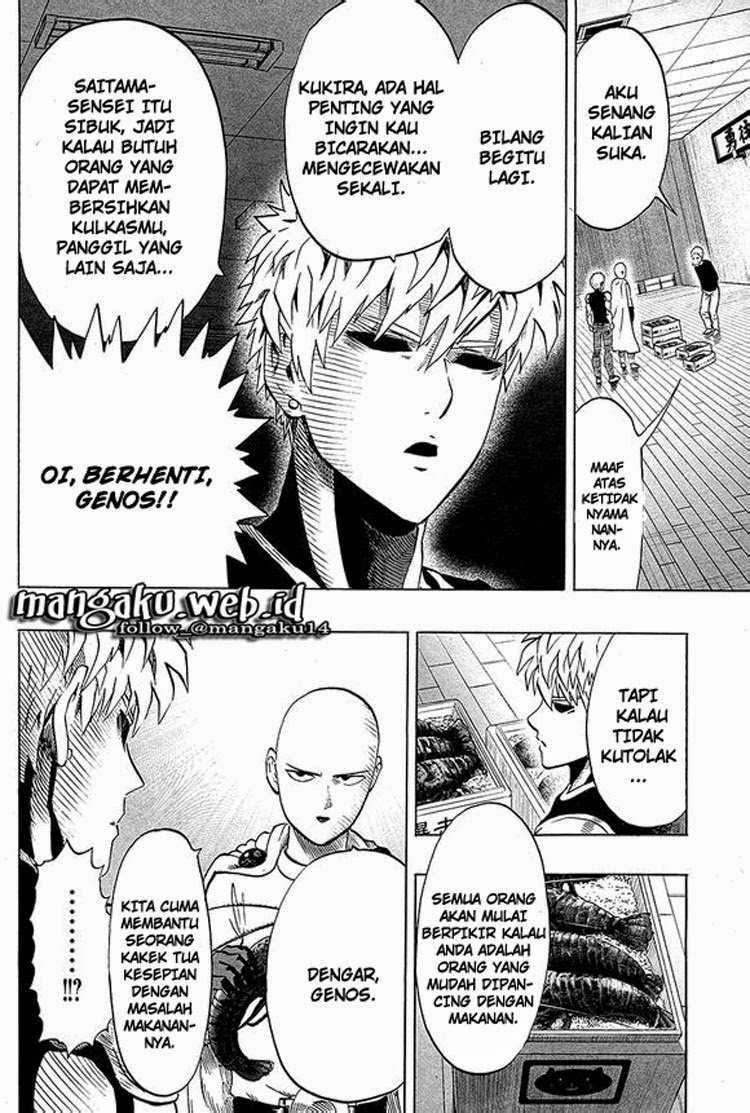 AKU
SENANG
KALIAN
SUKA.
MAAF
ATAS
KETIDAK
NYAMA
NAN-
NYA.
BILANG
BEGITU
LAGI.
KUKIRA, ADA HAL
PENTING YANG
INGIN KAU
BICARAKAN...
MENGECEWAKAN
SEKALI.
SAITAMA-
SENSEI ITU
SIBUK, JADI
KALAU BUTUH
ORANG YANG
DAPAT MEM-
BERSIHKAN
KULKASMU,
PANGGIL YANG
LAIN SAJA...
OI, BERHENTI,
GENOS!!
mangaku.web.id
follow_@mangaku14
TAPI
KALAU
TIDAK
KUTOLAK
...
SEMUA ORANG
AKAN MULAI
BERPIKIR KALAU
ANDA ADALAH
ORANG YANG
MUDAH DIPAN-
CING DENGAN
MAKANAN.
DENGAR,
GENOS.
KITA CUMA
MEMBANTU
SEORANG
KAKEK TUA
KESEPIAN
DENGAN
MASALAH
MAKANAN-
NYA.
.........
!!?